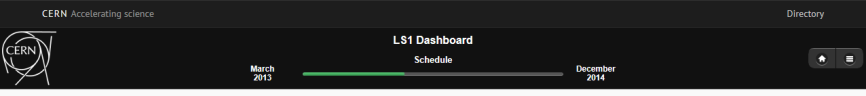 CERN Accelerating science
Directory
CERN
LS1 Dashboard
Schedule
March
2013
December
2014